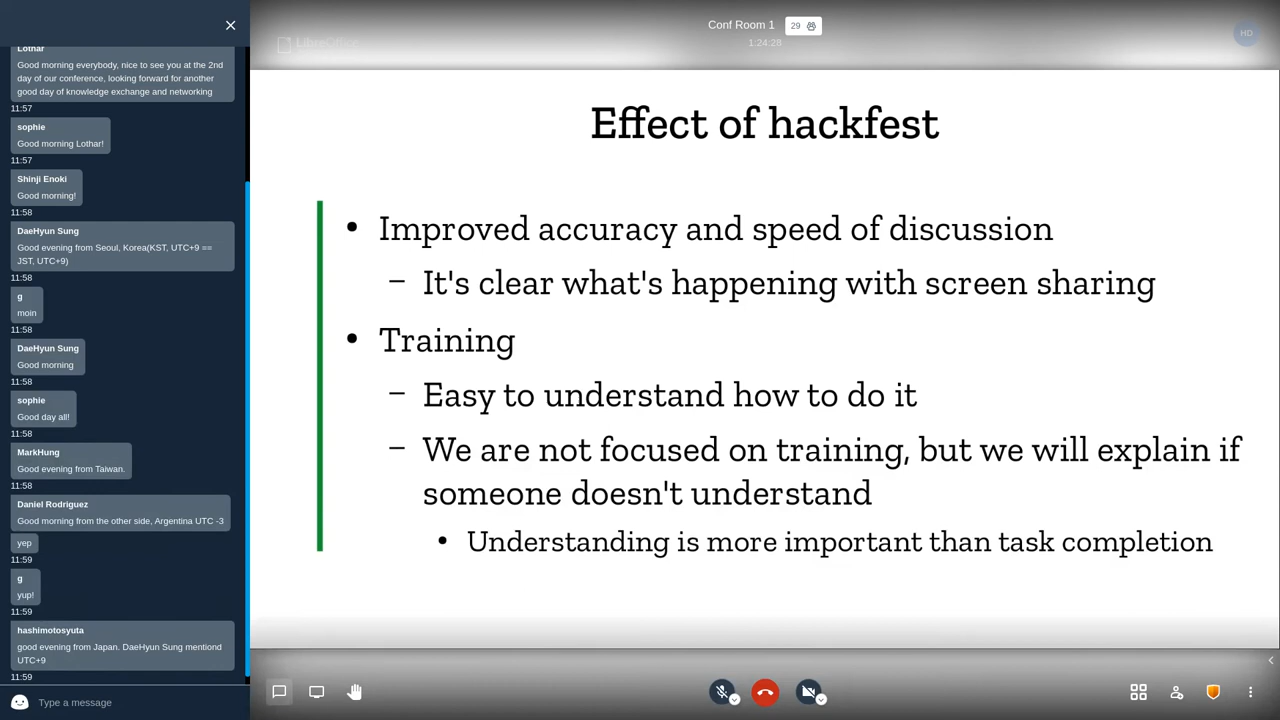 Lothar
Good morning everybody, nice to see you at the 2nd
day of our conference, looking forward for another
good day of knowledge exchange and networking
11:57
sophie
Good morning Lothar!
11:57
Shinji Enoki
Good morning!
11:58
DaeHyun Sung
Good evening from Seoul, Korea(KST, UTC+9 ==
JST, UTC+9)
11:58
g
moin
11:58
DaeHyun Sung
Good morning
11:58
sophie
Good day all!
11:58
MarkHung
Good evening from Taiwan.
11:58
Daniel Rodriguez
Good morning from the other side, Argentina UTC -3
yep
11:59
g
yup!
11:59
hashimotosyuta
good evening from Japan. DaeHyun Sung mentiond
UTC+9
11:59
Type a message
Conf Room 1
29
1:24:28
HD
LibreOffice
Effect of hackfest
• Improved accuracy and speed of discussion
– It's clear what's happening with screen sharing
• Training
– Easy to understand how to do it
– We are not focused on training, but we will explain if
someone doesn't understand
• Understanding is more important than task completion